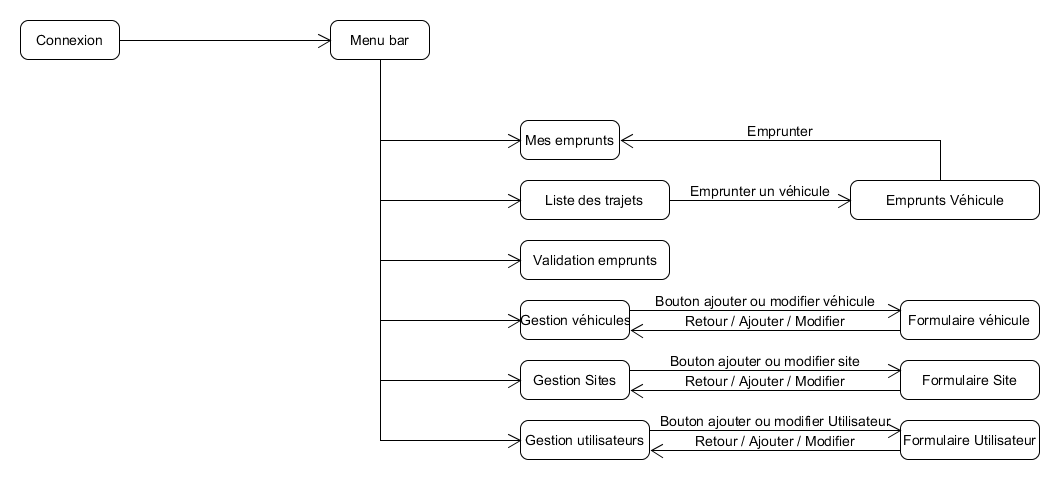 Connexion
Menu bar
Emprunter
Mes emprunts
Emprunter un véhicule
Liste des trajets
Emprunts Véhicule
Validation emprunts
Bouton ajouter ou modifier véhicule
Gestion véhicules
Retour / Ajouter / Modifier
Formulaire véhicule
Bouton ajouter ou modifier site
Gestion Sites
Retour / Ajouter / Modifier
Formulaire Site
Bouton ajouter ou modifier Utilisateur
Gestion utilisateurs
Retour / Ajouter / Modifier
Formulaire Utilisateur